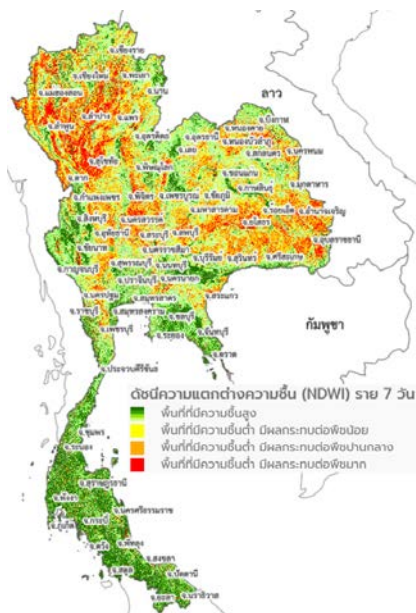 จ.เชียงราย
จ.เชียงใหม่
จ.พะเยา
จ.แม่ฮ่องสอน
จ.น่าน
ลาว
จ.ลำปาง
จ.แพร่
จ.ลำพูน
จ.อุตรดิตถ์
จ.อุดรธานี
จ.หนองคาย
จ.บึงกาฬ
จ.เลย
จ.หนองบัวลำภู
จ.นครพนม
จ.สกลนคร
จ.สุโขทัย
จ.ตาก
จ.พิษณุโลก
จ.ขอนแก่น
จ.กาฬสินธุ์
จ.มุกดาหาร
จ.กำแพงเพชร
จ.พิจิตร
จ.เพชรบูรณ์
จ.ชัยภูมิ
จ.มหาสารคาม
จ.ร้อยเอ็ด
จ.ยโสธร
จ.อำนาจเจริญ
จ.สิงห์บุรี
จ.นครสวรรค์
จ.อุทัยธานี
จ.สระบุรี
จ.ลพบุรี
จ.อุบลราชธานี
จ.ชัยนาท
จ.นครราชสีมา
จ.บุรีรัมย์
จ.สุรินทร์
จ.ศรีสะเกษ
จ.กาญจนบุรี
จ.สุพรรณบุรี
จ.นนทบุรี
จ.ปราจีนบุรี
จ.นครนายก
จ.สระแก้ว
จ.นครปฐม
จ.สมุทรสาคร
จ.ราชบุรี
จ.สมุทรสงคราม
จ.ชลบุรี
จ.เพชรบุรี
จ.ระยอง
จ.จันทบุรี
กัมพูชา
จ.ตราด
จ.ประจวบคีรีขันธ์
ดัชนีความแตกต่างความชื้น (NDWI) ราย 7 วัน
พื้นที่ที่มีความชื้นสูง
พื้นที่ที่มีความชื้นต่ำ มีผลกระทบต่อพืชน้อย
พื้นที่ที่มีความชื้นต่ำ มีผลกระทบต่อพืชปานกลาง
พื้นที่ที่มีความชื้นต่ำ มีผลกระทบต่อพืชมาก
จ.ชุมพร
จ.ระนอง
จ.สุราษฎร์ธานี
จ.พังงา
จ.นครศรีธรรมราช
จ.ภูเก็ต
จ.กระบี่
จ.ตรัง
จ.พัทลุง
จ.สตูล
จ.สงขลา
จ.ปัตตานี
จ.ยะลา
จ.นราธิวาส